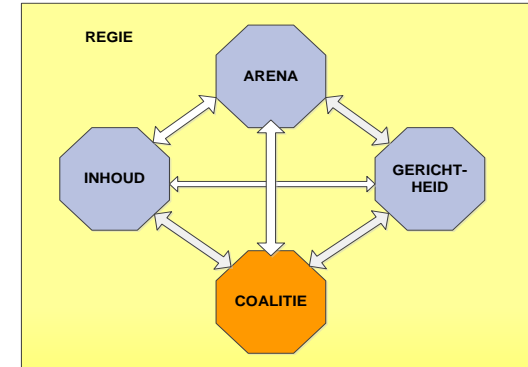 REGIE
ARENA
INHOUD
GERICHT-
HEID
COALITIE